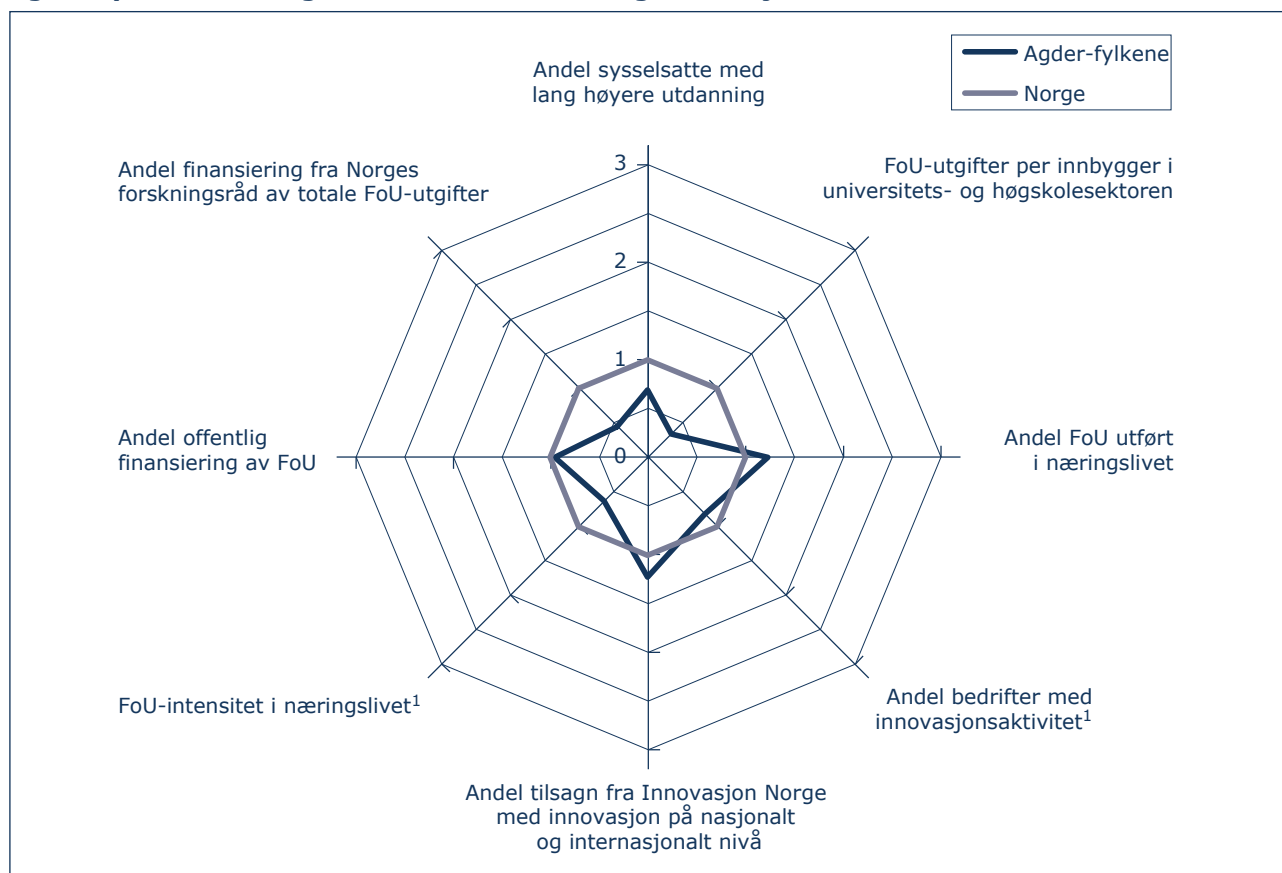 Agder-fylkene
Norge
Andel sysselsatte med
lang høyere utdanning
Andel finansiering fra Norges
forskningsråd av totale FoU-utgifter
FoU-utgifter per innbygger i
universitets- og høgskolesektoren
3
2
1
0
Andel offentlig
finansiering av FoU
Andel FoU utført
i næringslivet
FoU-intensitet i næringslivet¹
Andel bedrifter med
innovasjonsaktivitet¹
Andel tilsagn fra Innovasjon Norge
med innovasjon på nasjonalt
og internasjonalt nivå